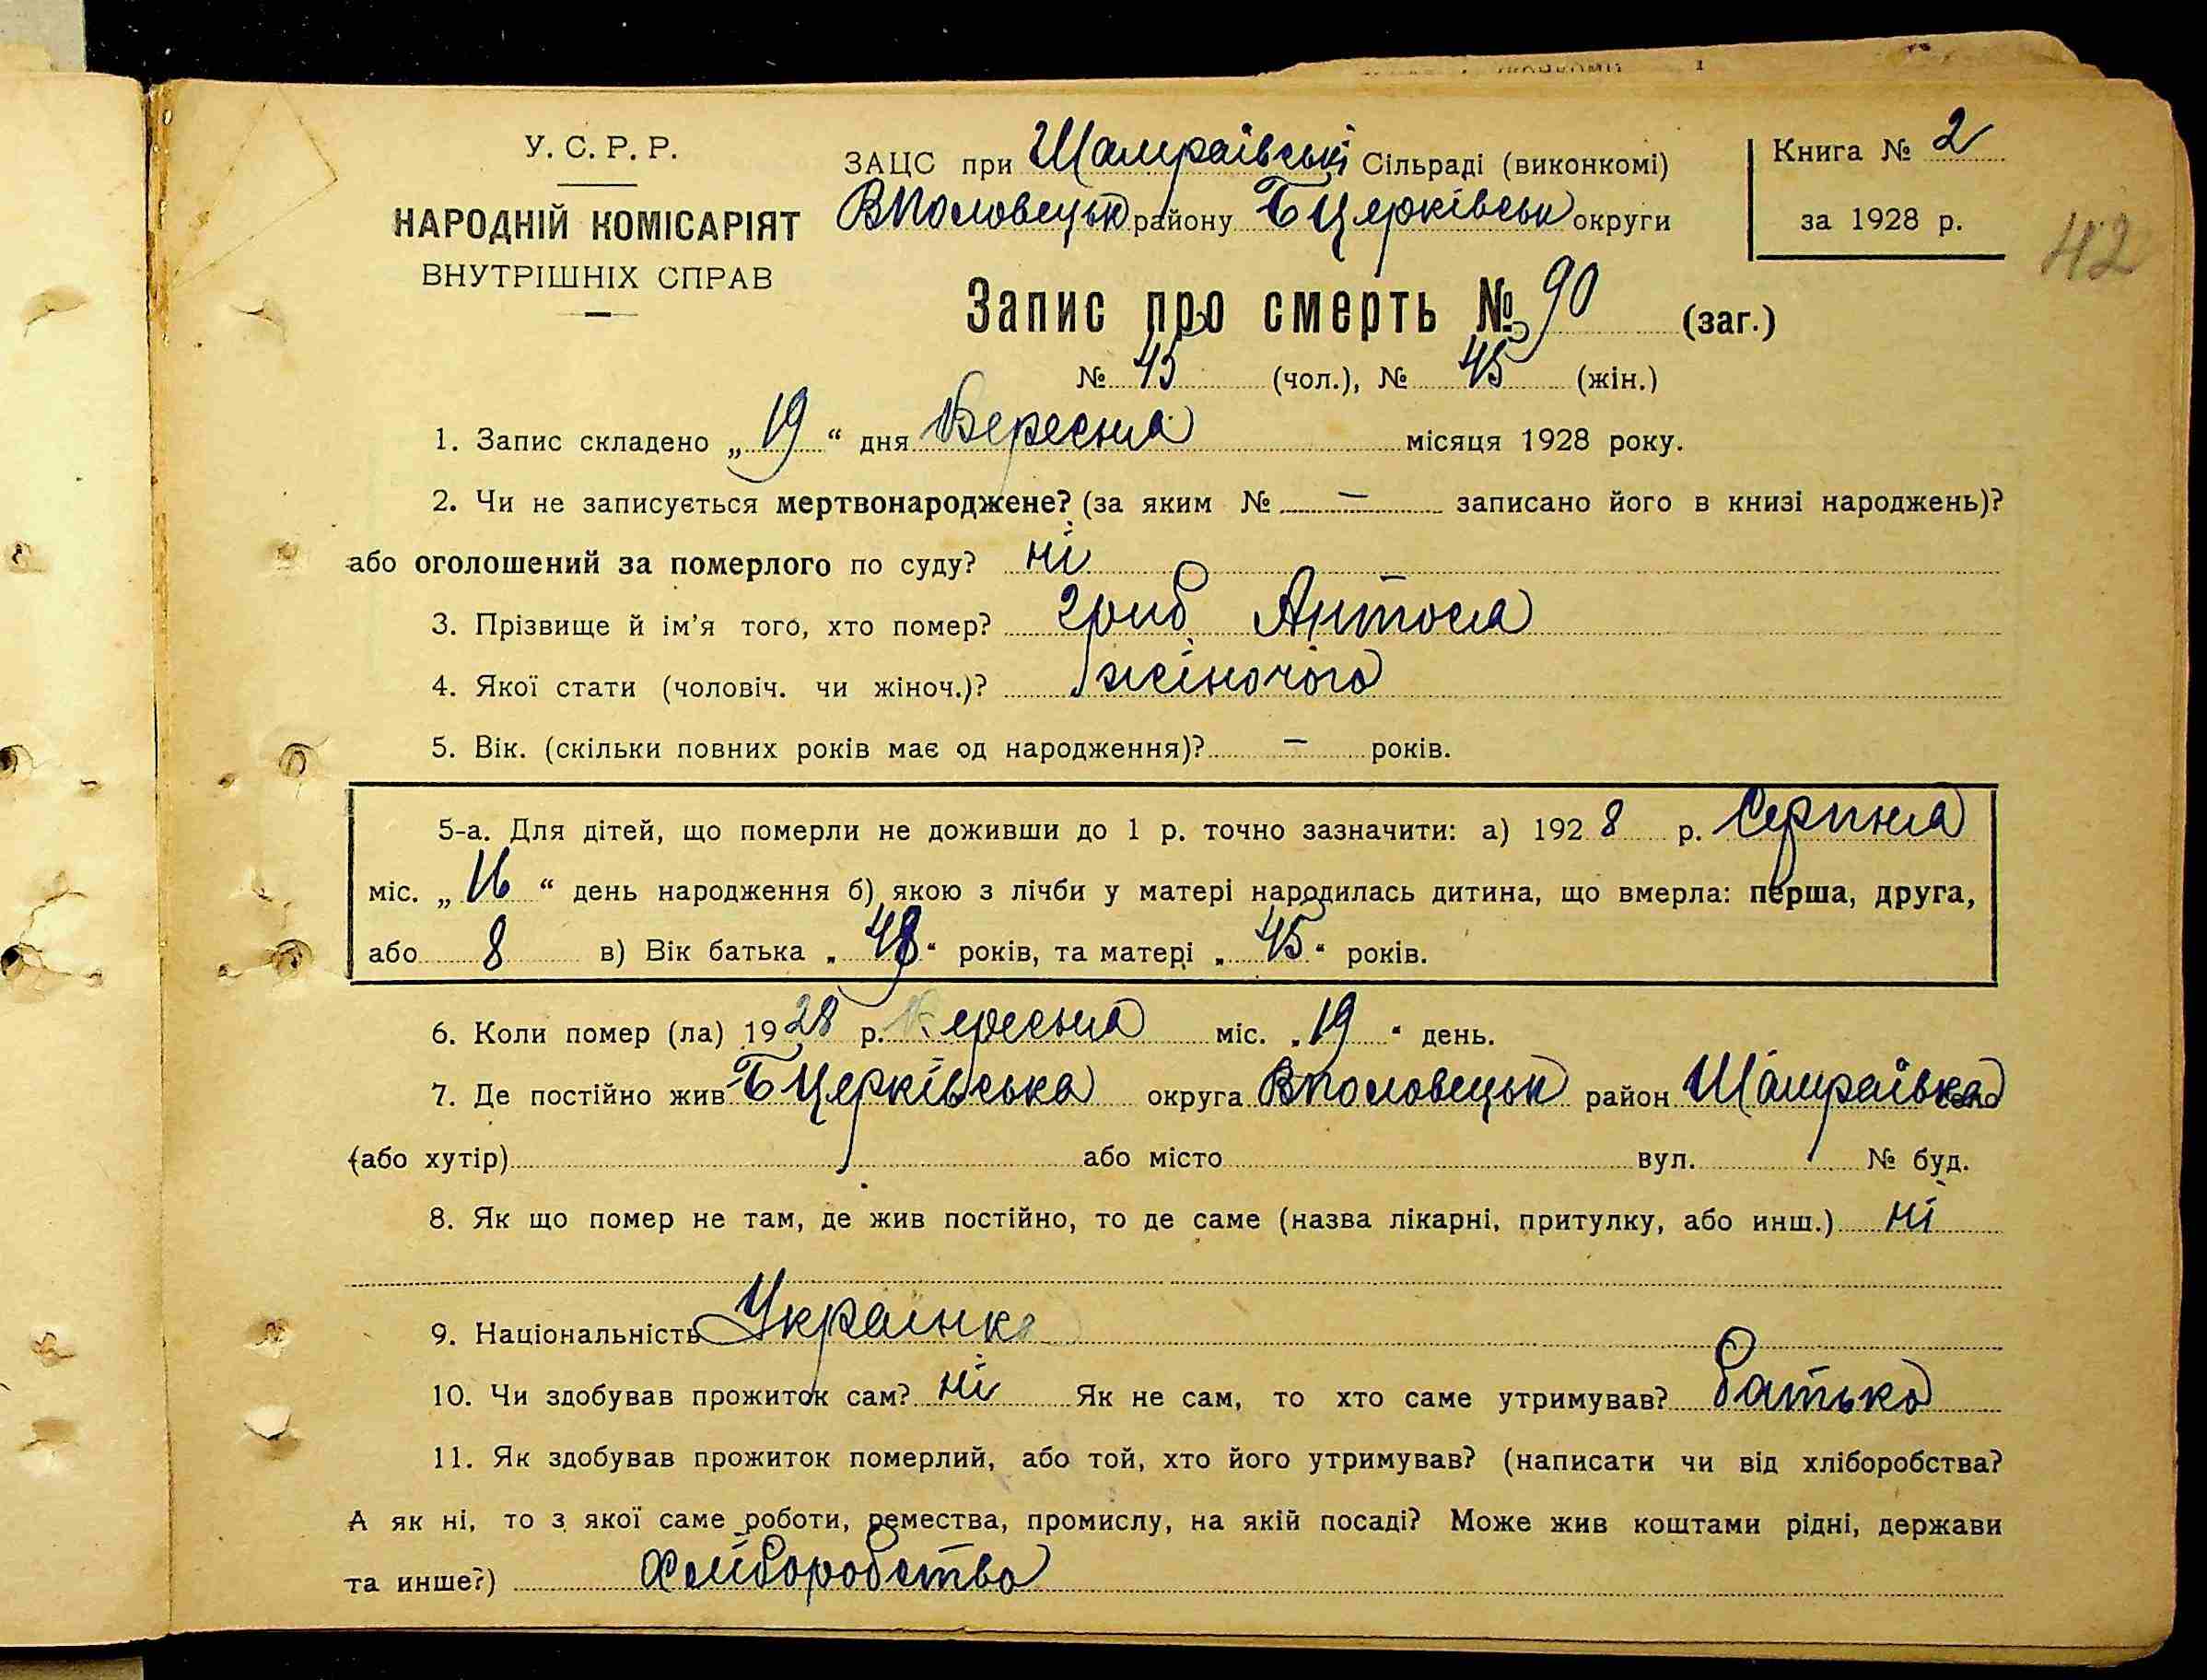 У. С. Р. Р.
НАРОДНІЙ КОМІСАРІЯТ
ВНУТРІШНІХ СПРАВ
ЗАЦС при Шамраївські Сільраді (виконкомі)
ВПоловецьк району БЦерківськ округи
Книга № 2
за 1928 р.
42
Запис про смерть № 90 (заг.)
№ 45 (чол.), № 45 (жін.)
1. Запис складено „ 19 “ дня Вересня місяця 1928 року.
2. Чи не записується мертвонароджене? (за яким № — записано його в книзі народжень)?
або оголошений за померлого по суду? ні
3. Прізвище й ім’я того, хто помер? Гриб Антося
4. Якої стати (чоловіч. чи жіноч.)? жіночого
5. Вік. (скільки повних років має од народження)? — років.
5-а. Для дітей, що померли не доживши до 1 р. точно зазначити: а) 1928 р. Серпня
міс. „ 16 “ день народження б) якою з лічби у матері народилась дитина, що вмерла: перша, друга,
або 8 в) Вік батька „ 48 “ років, та матері „ 45 “ років.
6. Коли помер (ла) 1928 р. Вересня міс. „ 19 “ день.
7. Де постійно жив БЦерківська округа ВПоловецьк район Шамраївка село
(або хутір) або місто вул. № буд.
8. Як що помер не там, де жив постійно, то де саме (назва лікарні, притулку, або инш.) ні
9. Національність Украінка
10. Чи здобував прожиток сам? ні Як не сам, то хто саме утримував? батько
11. Як здобував прожиток померлий, або той, хто його утримував? (написати чи від хліборобства?
А як ні, то з якої саме роботи, ремества, промислу, на якій посаді? Може жив коштами рідні, держави
та инше?) Хліборобство